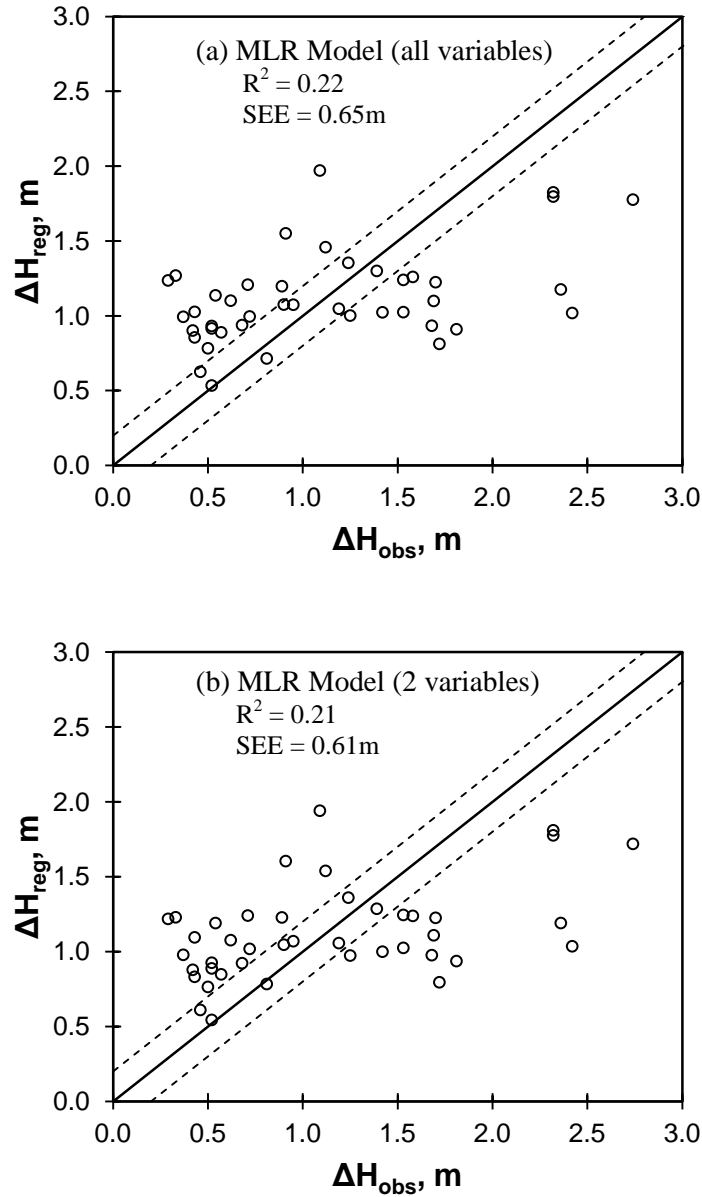 (a) MLR Model (all variables)
R² = 0.22
SEE = 0.65m
3.0
2.5
2.0
1.5
1.0
0.5
0.0
ΔH_reg, m
0.0 0.5 1.0 1.5 2.0 2.5 3.0
ΔH_obs, m
(b) MLR Model (2 variables)
R² = 0.21
SEE = 0.61m
3.0
2.5
2.0
1.5
1.0
0.5
0.0
ΔH_reg, m
0.0 0.5 1.0 1.5 2.0 2.5 3.0
ΔH_obs, m